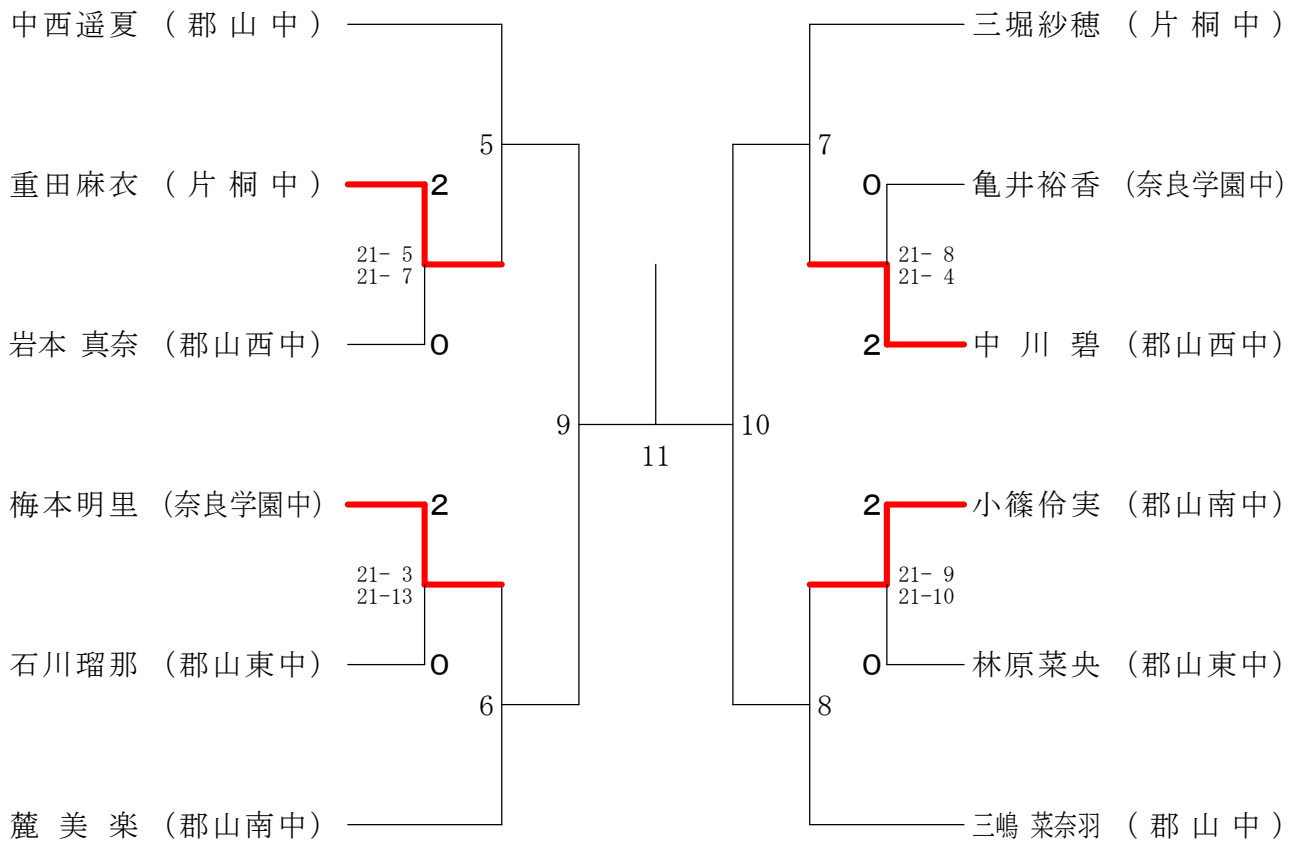 中西遥夏 (郡山中)
三堀紗穂 (片桐中)
5
7
重田麻衣 (片桐中)
2
0
亀井裕香 (奈良学園中)
21- 5
21- 7
21- 8
21- 4
岩本 真奈 (郡山西中)
0
2
中川碧 (郡山西中)
9
10
11
梅本明里 (奈良学園中)
2
2
小篠伶実 (郡山南中)
21- 3
21-13
21- 9
21-10
石川瑠那 (郡山東中)
0
0
林原菜央 (郡山東中)
6
8
麓美楽 (郡山南中)
三嶋 菜奈羽 (郡山中)